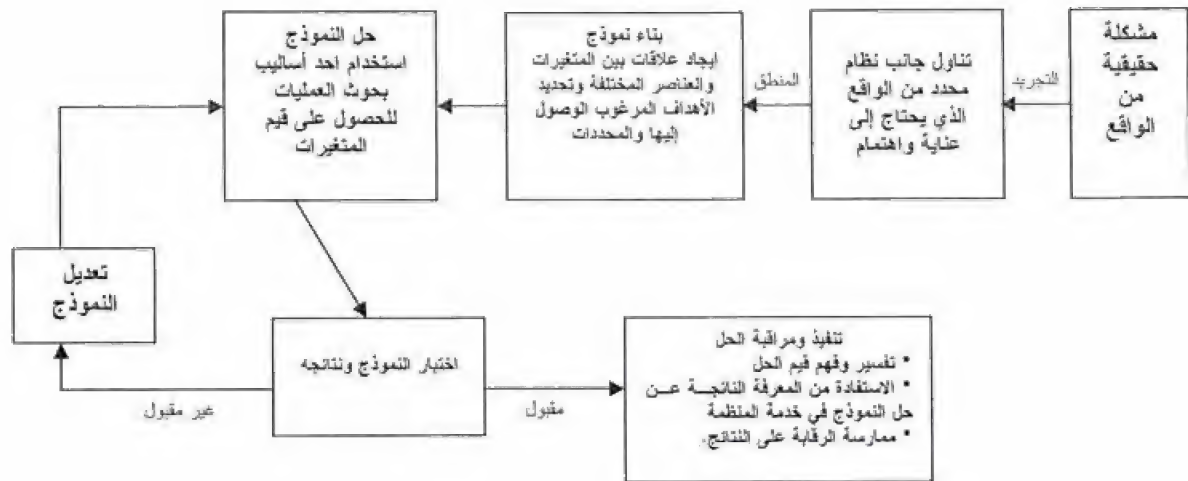 مشكلة
حقيقية
من
الواقع
التجريد
تناول جانب نظام
محدد من الواقع
الذي يحتاج إلى
عناية واهتمام
المنطق
بناء نموذج
ايجاد علاقات بين المتغيرات
والعناصر المختلفة وتحديد
الأهداف المرغوب الوصول
إليها والمحددات
حل النموذج
استخدام احد أساليب
بحوث العمليات
للحصول على قيم
المتغيرات
تعديل
النموذج
اختبار النموذج ونتائجه
غير مقبول
مقبول
تنفيذ ومراقبة الحل
* تفسير وفهم قيم الحل
* الاستفادة من المعرفة الناتجة عن
حل النموذج في خدمة المنظمة
* ممارسة الرقابة على النتائج.